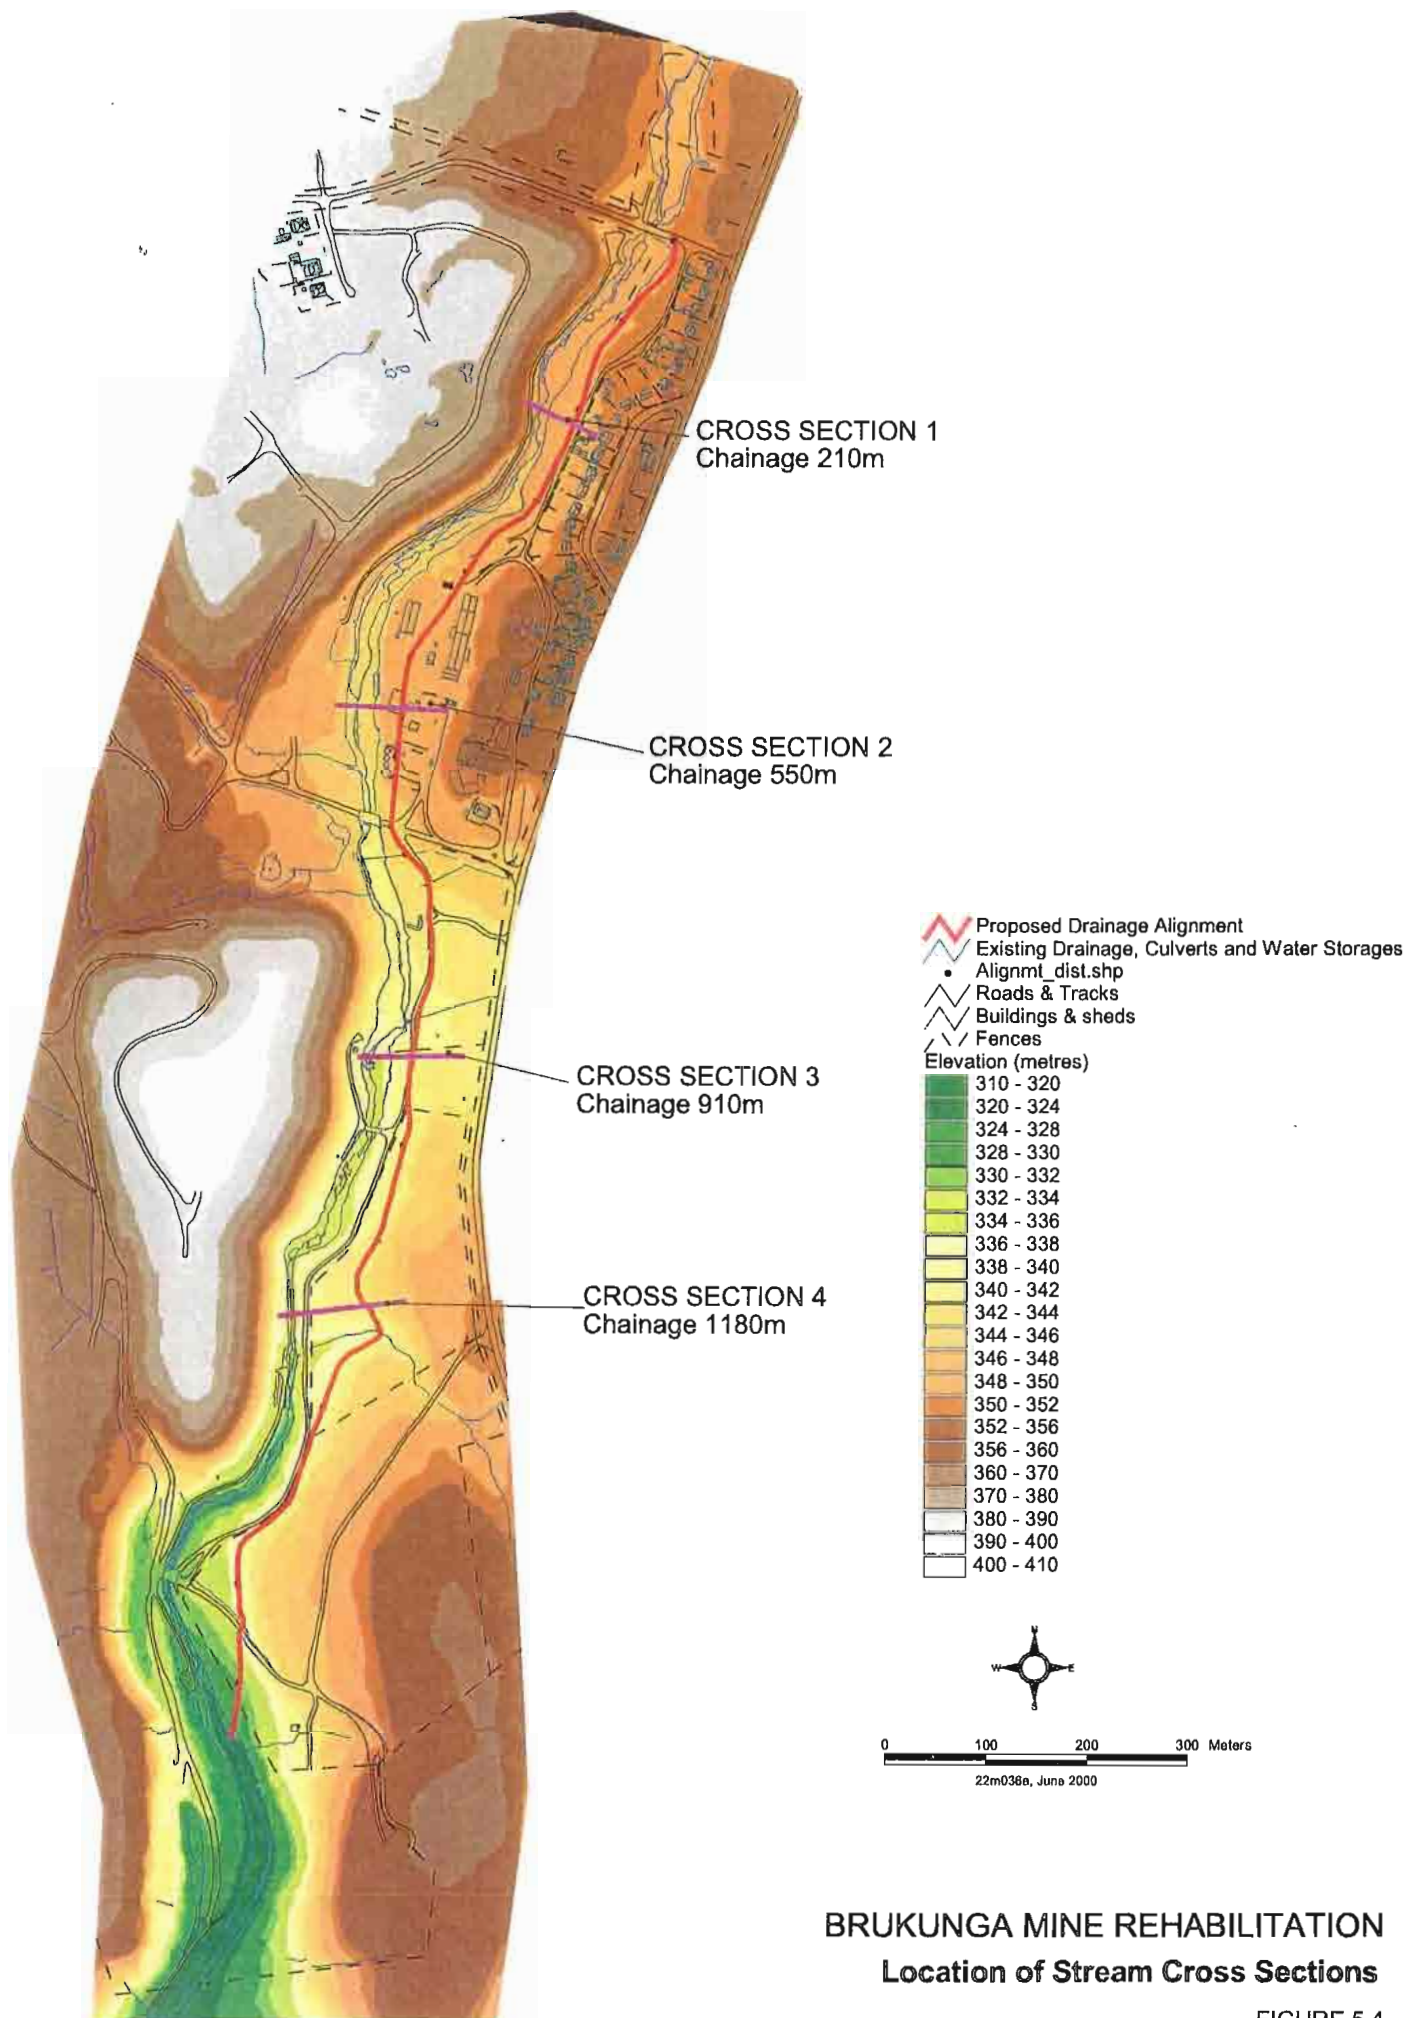 CROSS SECTION 1
Chainage 210m
CROSS SECTION 2
Chainage 550m
Proposed Drainage Alignment
Existing Drainage, Culverts and Water Storages
Alignmt_dist.shp
Roads & Tracks
Buildings & sheds
Fences
Elevation (metres)
310 - 320
320 - 324
324 - 328
328 - 330
330 - 332
332 - 334
334 - 336
336 - 338
338 - 340
340 - 342
342 - 344
344 - 346
346 - 348
348 - 350
350 - 352
352 - 356
356 - 360
360 - 370
370 - 380
380 - 390
390 - 400
400 - 410
CROSS SECTION 3
Chainage 910m
CROSS SECTION 4
Chainage 1180m
N
W E
S
0 100 200 300 Meters
22m036a, June 2000
BRUKUNGA MINE REHABILITATION
Location of Stream Cross Sections
FIGURE 5.4